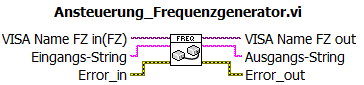 Ansteuerung_Frequenzgenerator.vi
VISA Name FZ in(FZ)
FREQ
VISA Name FZ out
Eingangs-String
Ausgangs-String
Error_in
Error_out